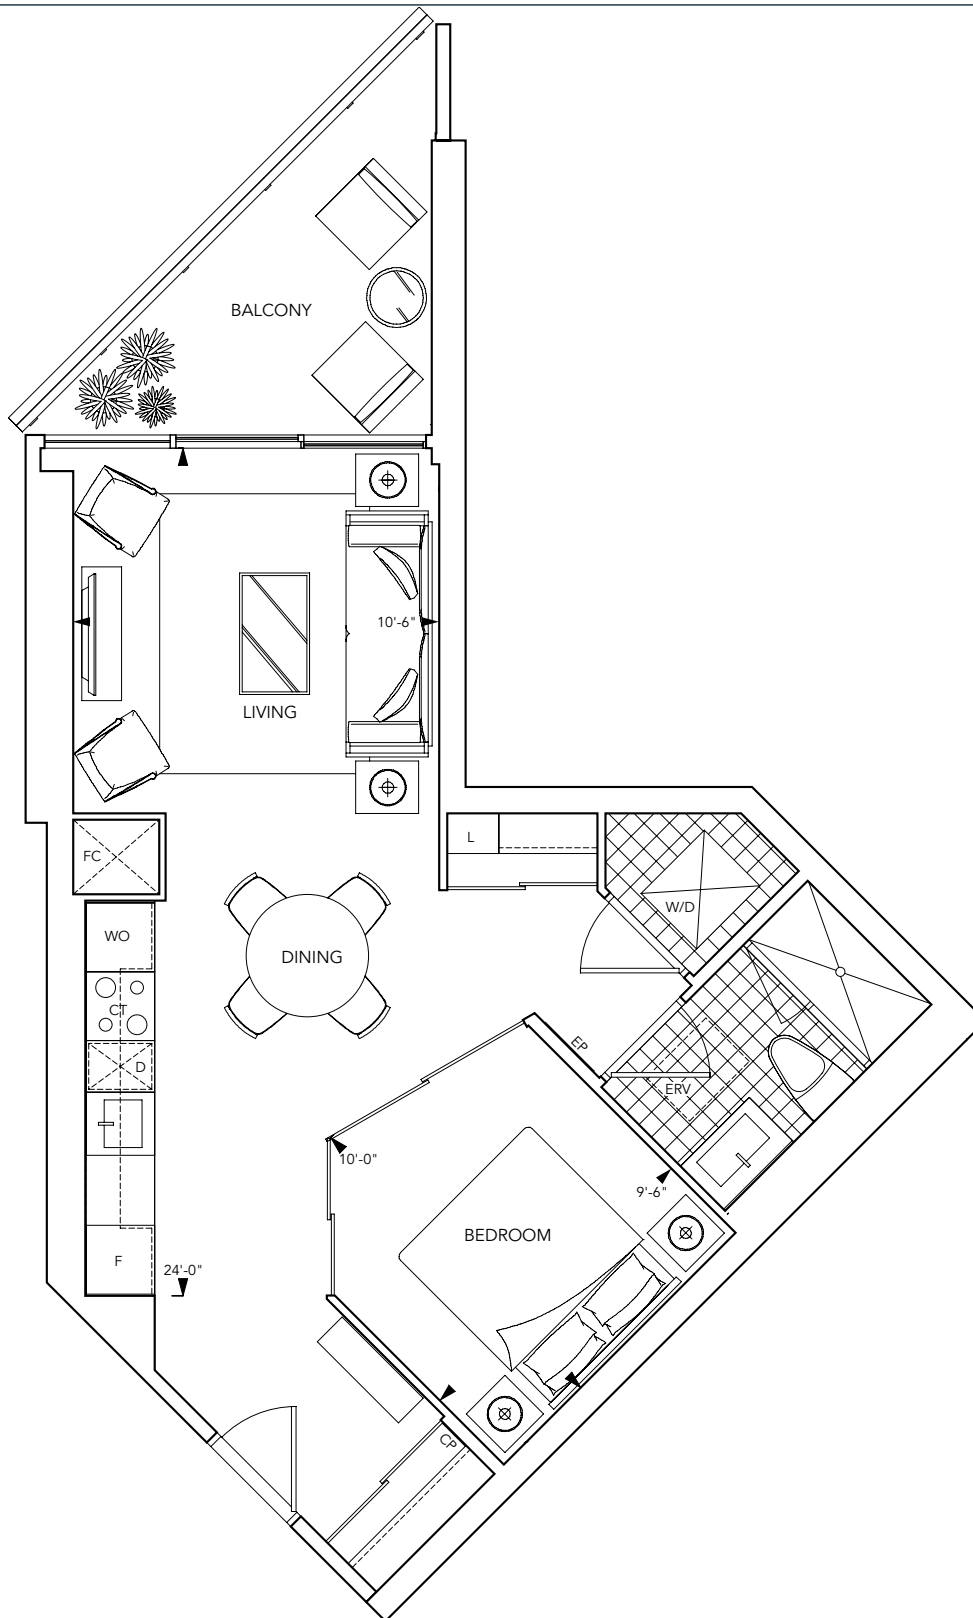 BALCONY
10'-6"
LIVING
L
FC
W/D
WO
DINING
CT
EP
D
ERV
10'-0"
9'-6"
BEDROOM
F
24'-0"
CP